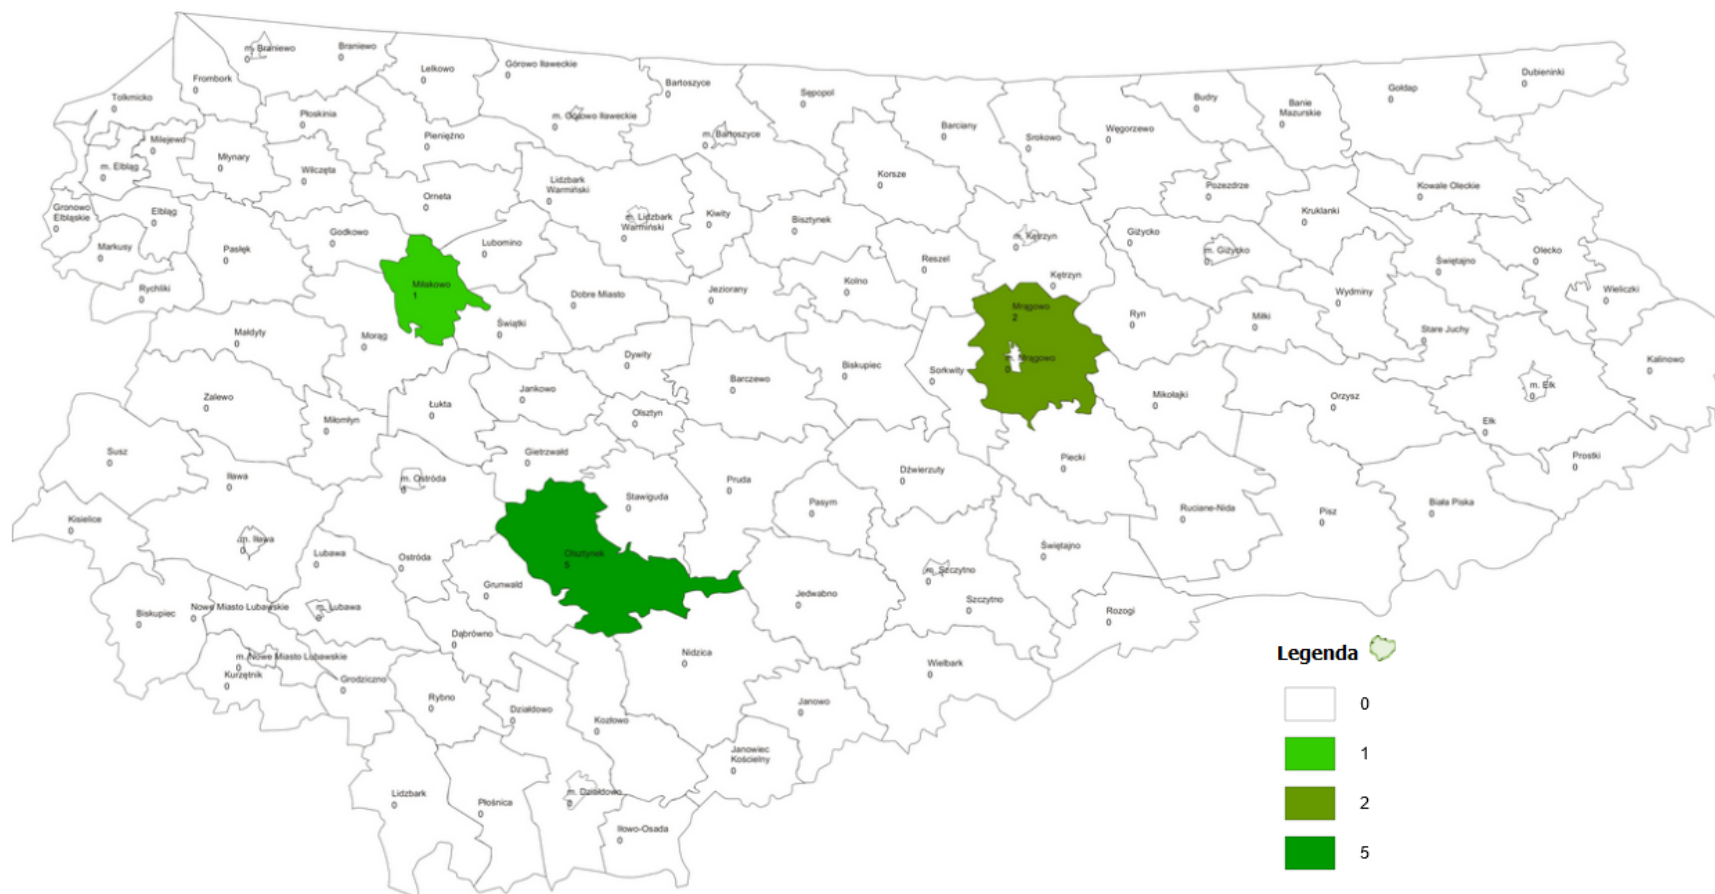 m. Braniewo
0
Braniewo
0
Frombork
0
Lelkowo
0
Górowo Iławeckie
0
Bartoszyce
0
Sępopol
0
Dubieninki
0
Gołdap
0
Budry
0
Banie
Mazurskie
0
Tolkmicko
0
Płoskinia
0
m. Górowo Iławeckie
0
m. Bartoszyce
0
Barciany
0
Srokowo
0
Węgorzewo
0
Milejewo
0
Pieniężno
0
Młynary
0
Wilczęta
0
m. Elbląg
0
Korsze
0
Lidzbark
Warmiński
0
Orneta
0
Pozezdrze
0
Kowale Oleckie
0
Gronowo
Elbląskie
0
Elbląg
0
Kiwity
0
m. Lidzbark
Warmiński
0
Bisztynek
0
Kruklanki
0
Godkowo
0
Markusy
0
Pasłęk
0
Lubomino
0
m. Kętrzyn
0
Giżycko
0
m. Giżycko
0
Olecko
0
Reszel
0
Świętajno
0
Kętrzyn
0
Rychliki
0
Miłakowo
1
Dobre Miasto
0
Jeziorany
0
Kolno
0
Wydminy
0
Wieliczki
0
Mrągowo
2
Ryn
0
Miłki
0
Świątki
0
Małdyty
0
Morąg
0
Stare Juchy
0
Dywity
0
Biskupiec
0
m. Mrągowo
0
Kalinowo
0
Sorkwity
0
Barczewo
0
Jankowo
0
m. Ełk
0
Zalewo
0
Łukta
0
Mikołajki
0
Orzysz
0
Olsztyn
0
Miłomłyn
0
Ełk
0
Susz
0
Gietrzwałd
0
Piecki
0
Prostki
0
Iława
0
m. Ostróda
0
Dźwierzuty
0
Pruda
0
Stawiguda
0
Pasym
0
Biała Piska
0
Ruciane-Nida
0
Pisz
0
Kisielice
0
m. Iława
0
Lubawa
0
Ostróda
0
Olsztynek
5
Świętajno
0
m. Szczytno
0
Grunwald
0
Jedwabno
0
Szczytno
0
Biskupiec
0
Nowe Miasto Lubawskie
0
m. Lubawa
0
Rozogi
0
Dąbrówno
0
Nidzica
0
Wielbark
0
m. Nowe Miasto Lubawskie
0
Kurzętnik
0
Grodziczno
0
Rybno
0
Działdowo
0
Kozłowo
0
Janowo
0
Janowiec
Kościelny
0
Lidzbark
0
Płośnica
0
m. Działdowo
0
Iłowo-Osada
0
Legenda
0
1
2
5